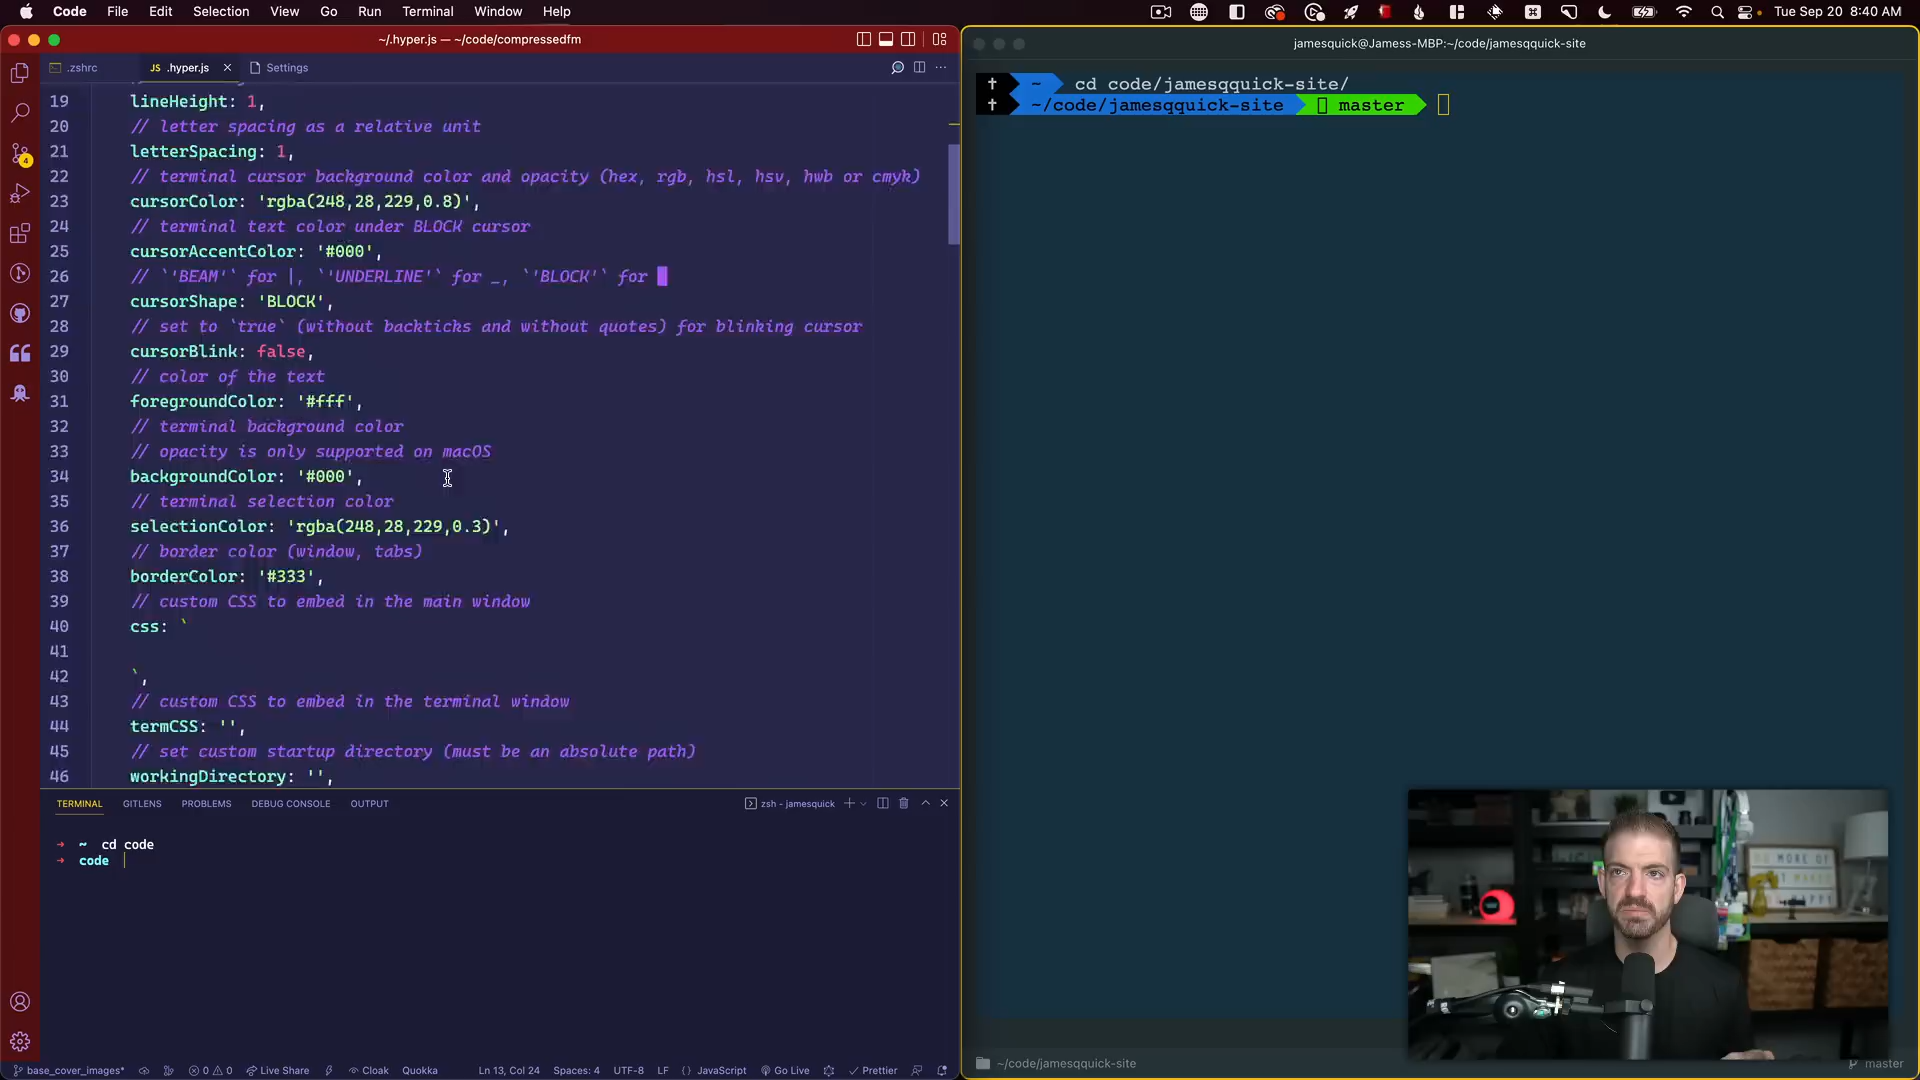 Code File Edit Selection View Go Run Terminal Window Help
Tue Sep 20 8:40 AM
~/.hyper.js — ~/code/compressedfm
.zshrc
JS .hyper.js
Settings
19 lineHeight: 1,
20 // letter spacing as a relative unit
21 letterSpacing: 1,
22 // terminal cursor background color and opacity (hex, rgb, hsl, hsv, hwb or cmyk)
23 cursorColor: 'rgba(248,28,229,0.8)',
24 // terminal text color under BLOCK cursor
25 cursorAccentColor: '#000',
26 // `'BEAM'` for |, `'UNDERLINE'` for _, `'BLOCK'` for █
27 cursorShape: 'BLOCK',
28 // set to `true` (without backticks and without quotes) for blinking cursor
29 cursorBlink: false,
30 // color of the text
31 foregroundColor: '#fff',
32 // terminal background color
33 // opacity is only supported on macOS
34 backgroundColor: '#000',
35 // terminal selection color
36 selectionColor: 'rgba(248,28,229,0.3)',
37 // border color (window, tabs)
38 borderColor: '#333',
39 // custom CSS to embed in the main window
40 css: `
41
42 `,
43 // custom CSS to embed in the terminal window
44 termCSS: '',
45 // set custom startup directory (must be an absolute path)
46 workingDirectory: '',
4
TERMINAL GITLENS PROBLEMS DEBUG CONSOLE OUTPUT
zsh - jamesquick
→ ~ cd code
→ code
base_cover_images* 0 0 Live Share Cloak Quokka Ln 13, Col 24 Spaces: 4 UTF-8 LF {} JavaScript Go Live Prettier
jamesquick@Jamess-MBP:~/code/jamesqquick-site
† ~ cd code/jamesqquick-site/
† ~/code/jamesqquick-site master
DO MORE OF
~/code/jamesqquick-site
master